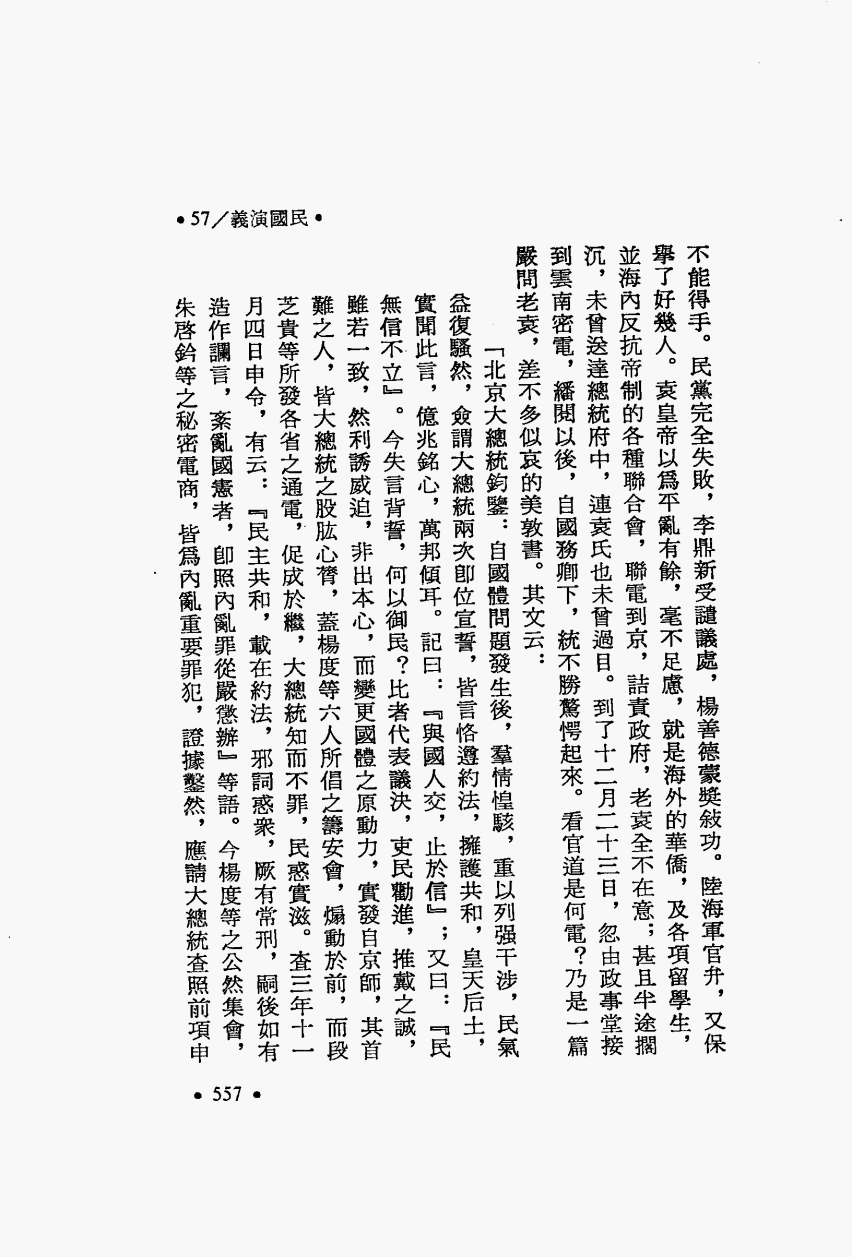 •57／義演國民•
不能得手。民黨完全失敗，李鼎新受譴議處，楊善德蒙獎敍功。陸海軍官弁，又保
舉了好幾人。袁皇帝以爲平亂有餘，毫不足慮，就是海外的華僑，及各項留學生，
並海內反抗帝制的各種聯合會，聯電到京，詰責政府，老袁全不在意；甚且半途擱
沉，未曾送達總統府中，連袁氏也未曾過目。到了十二月二十三日，忽由政事堂接
到雲南密電，繙閱以後，自國務卿下，統不勝驚愕起來。看官道是何電？乃是一篇
嚴問老袁，差不多似哀的美敦書。其文云：
「北京大總統鈞鑒：自國體問題發生後，羣情惶駭，重以列强干涉，民氣
益復騷然，僉謂大總統兩次卽位宣誓，皆言恪遵約法，擁護共和，皇天后土，
實聞此言，億兆銘心，萬邦傾耳。記曰：『與國人交，止於信』；又曰：『民
無信不立』。今失言背誓，何以御民？比者代表議決，吏民勸進，推戴之誠，
雖若一致，然利誘威迫，非出本心，而變更國體之原動力，實發自京師，其首
難之人，皆大總統之股肱心膂，蓋楊度等六人所倡之籌安會，煽動於前，而段
芝貴等所發各省之通電，促成於繼，大總統知而不罪，民惑實滋。查三年十一
月四日申令，有云：『民主共和，載在約法，邪詞惑衆，厥有常刑，嗣後如有
造作讕言，紊亂國憲者，卽照內亂罪從嚴懲辦』等語。今楊度等之公然集會，
朱啓鈐等之秘密電商，皆爲內亂重要罪犯，證據鑿然，應請大總統查照前項申
•557•